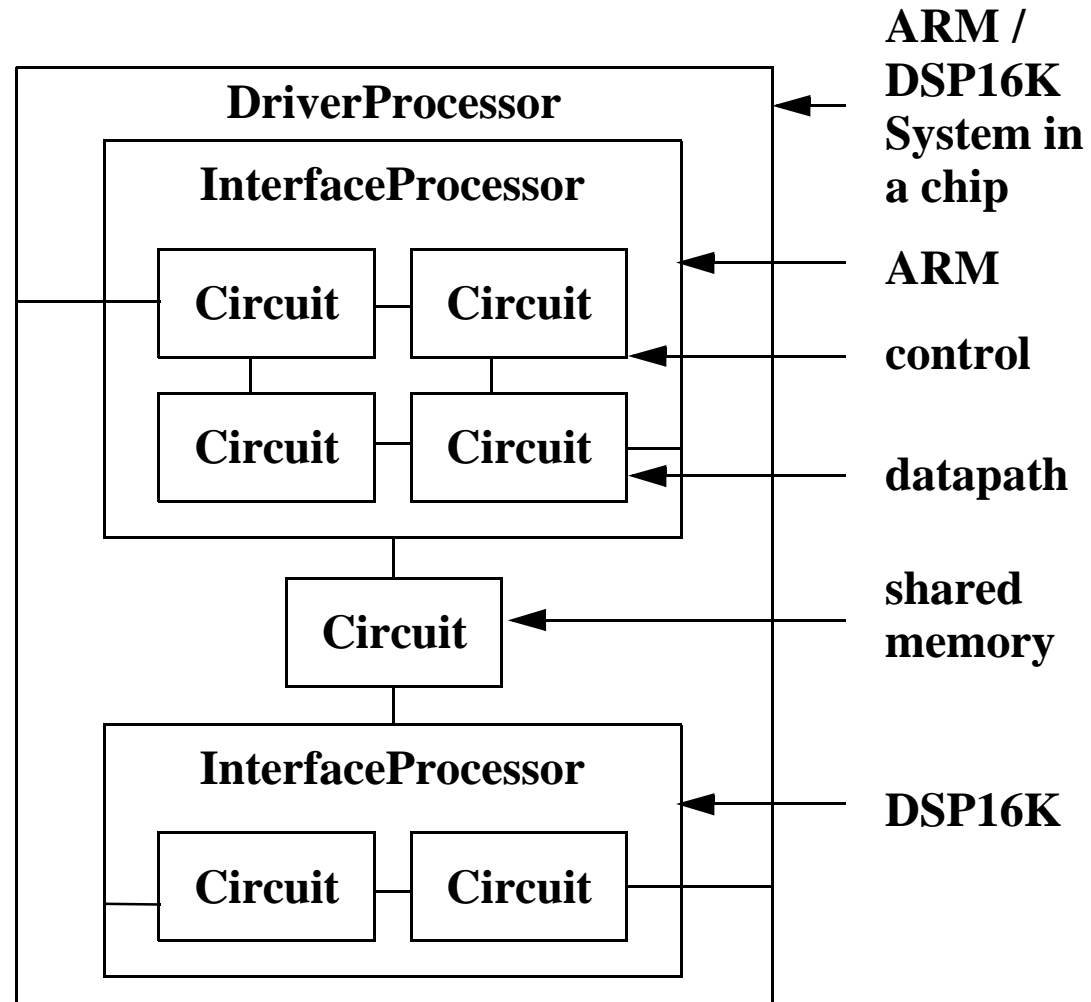 ARM /
DSP16K
System in
a chip
DriverProcessor
InterfaceProcessor
ARM
Circuit
Circuit
control
Circuit
Circuit
datapath
shared
memory
Circuit
InterfaceProcessor
DSP16K
Circuit
Circuit